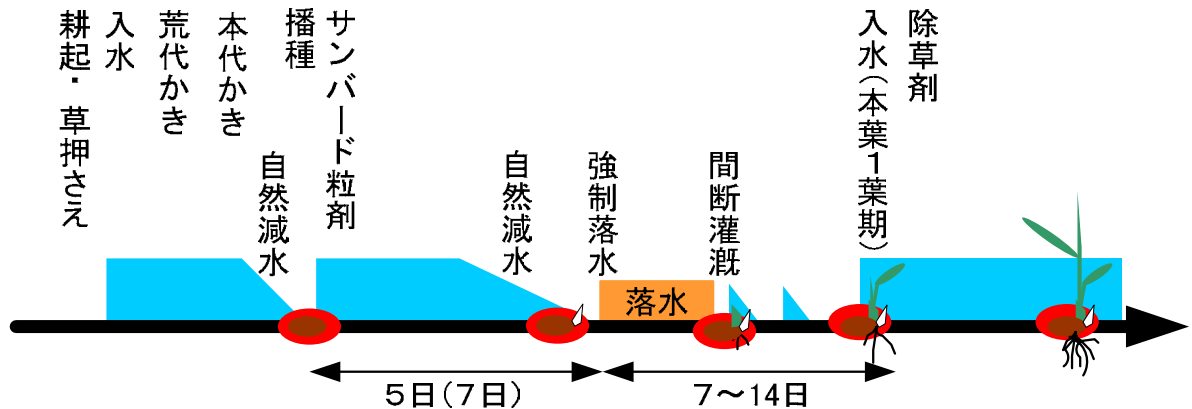 耕起・草押さえ
入水
荒代かき
本代かき
自然減水
播種
サンバード粒剤
自然減水
強制落水
落水
間断灌漑
入水(本葉１葉期)
除草剤
５日(７日)
７～14日